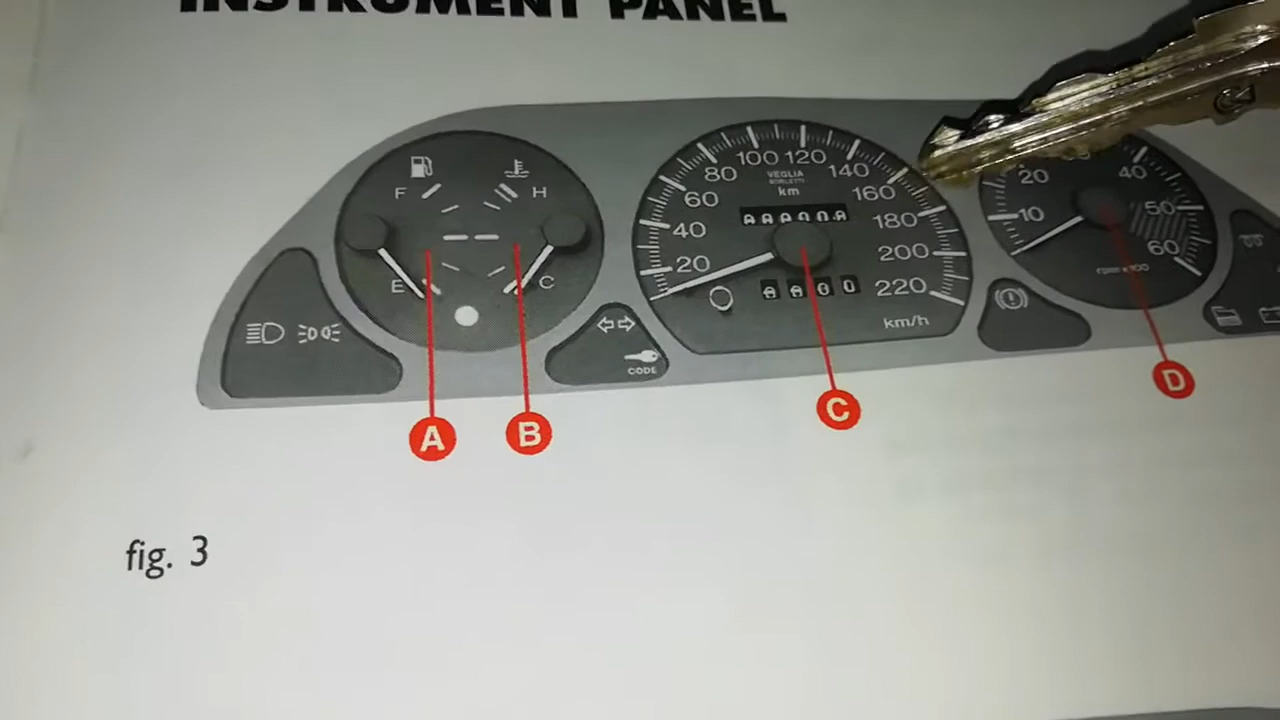 INSTRUMENT PANEL
F H
E C
20 40 60 80 100 120 140 160 180 200 220
VEGLIA
BORLETTI
km
km/h
10 20 40 50 60
CODE
A B C D
fig. 3